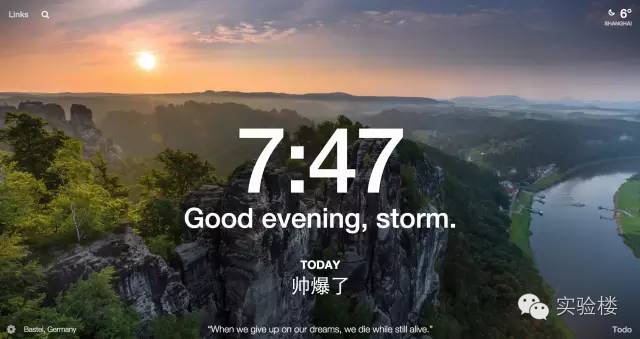 Links
6°
SHANGHAI
7:47
Good evening, storm.
TODAY
帅爆了
实验楼
Bastei, Germany
"When we give up on our dreams, we die while still alive."
Todo